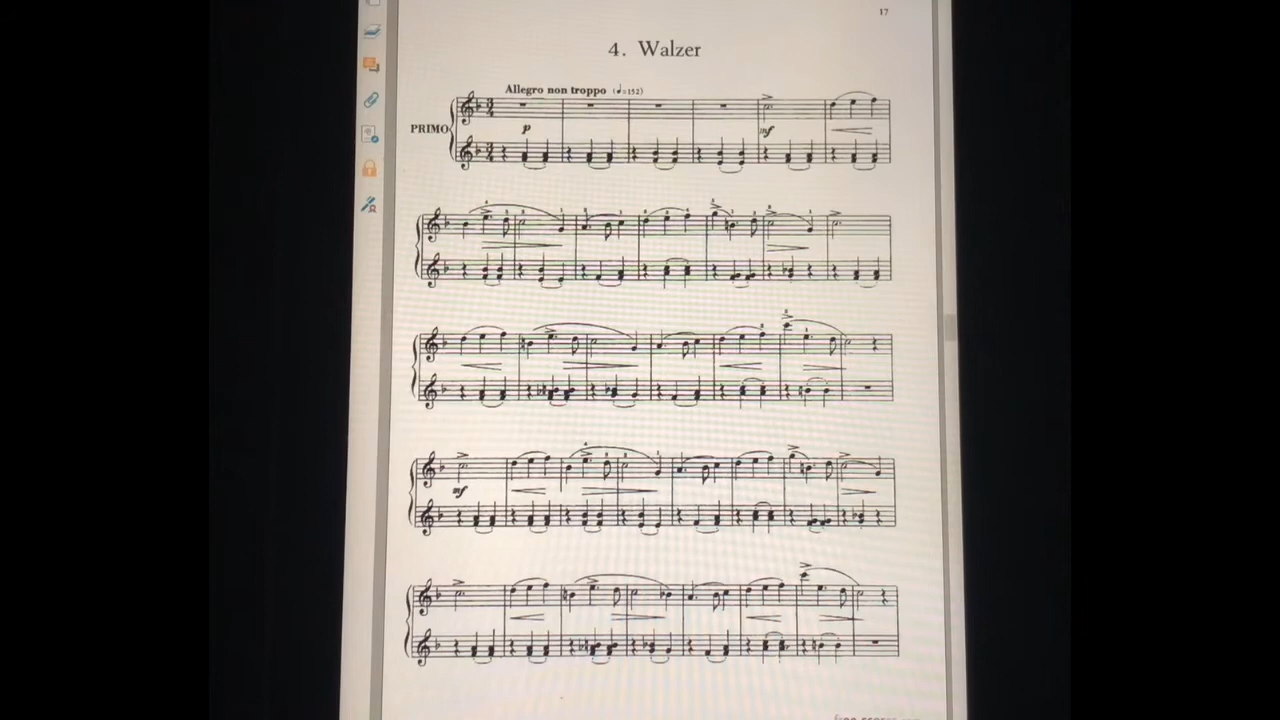 17
4. Walzer
Allegro non troppo (♩=152)
PRIMO
p
mf
mf